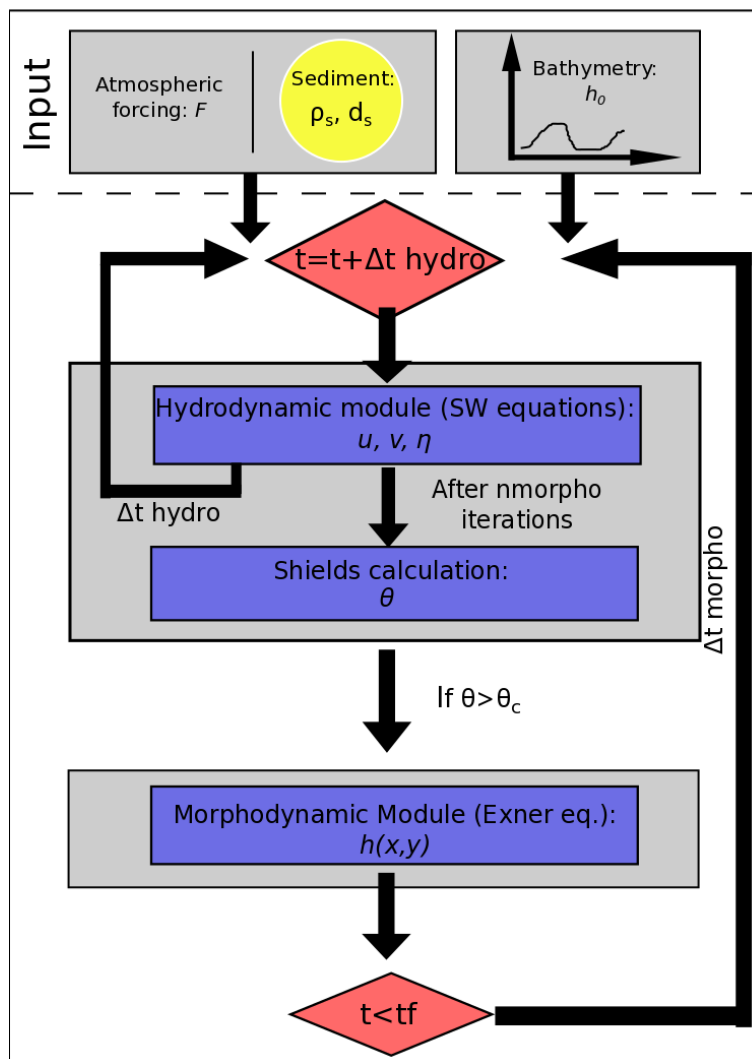 Input
Atmospheric
forcing: F
Sediment:
ρs, ds
Bathymetry:
h0
t=t+Δt hydro
Hydrodynamic module (SW equations):
u, v, η
Δt hydro
After nmorpho
iterations
Shields calculation:
θ
Δt morpho
If θ>θc
Morphodynamic Module (Exner eq.):
h(x,y)
t<tf